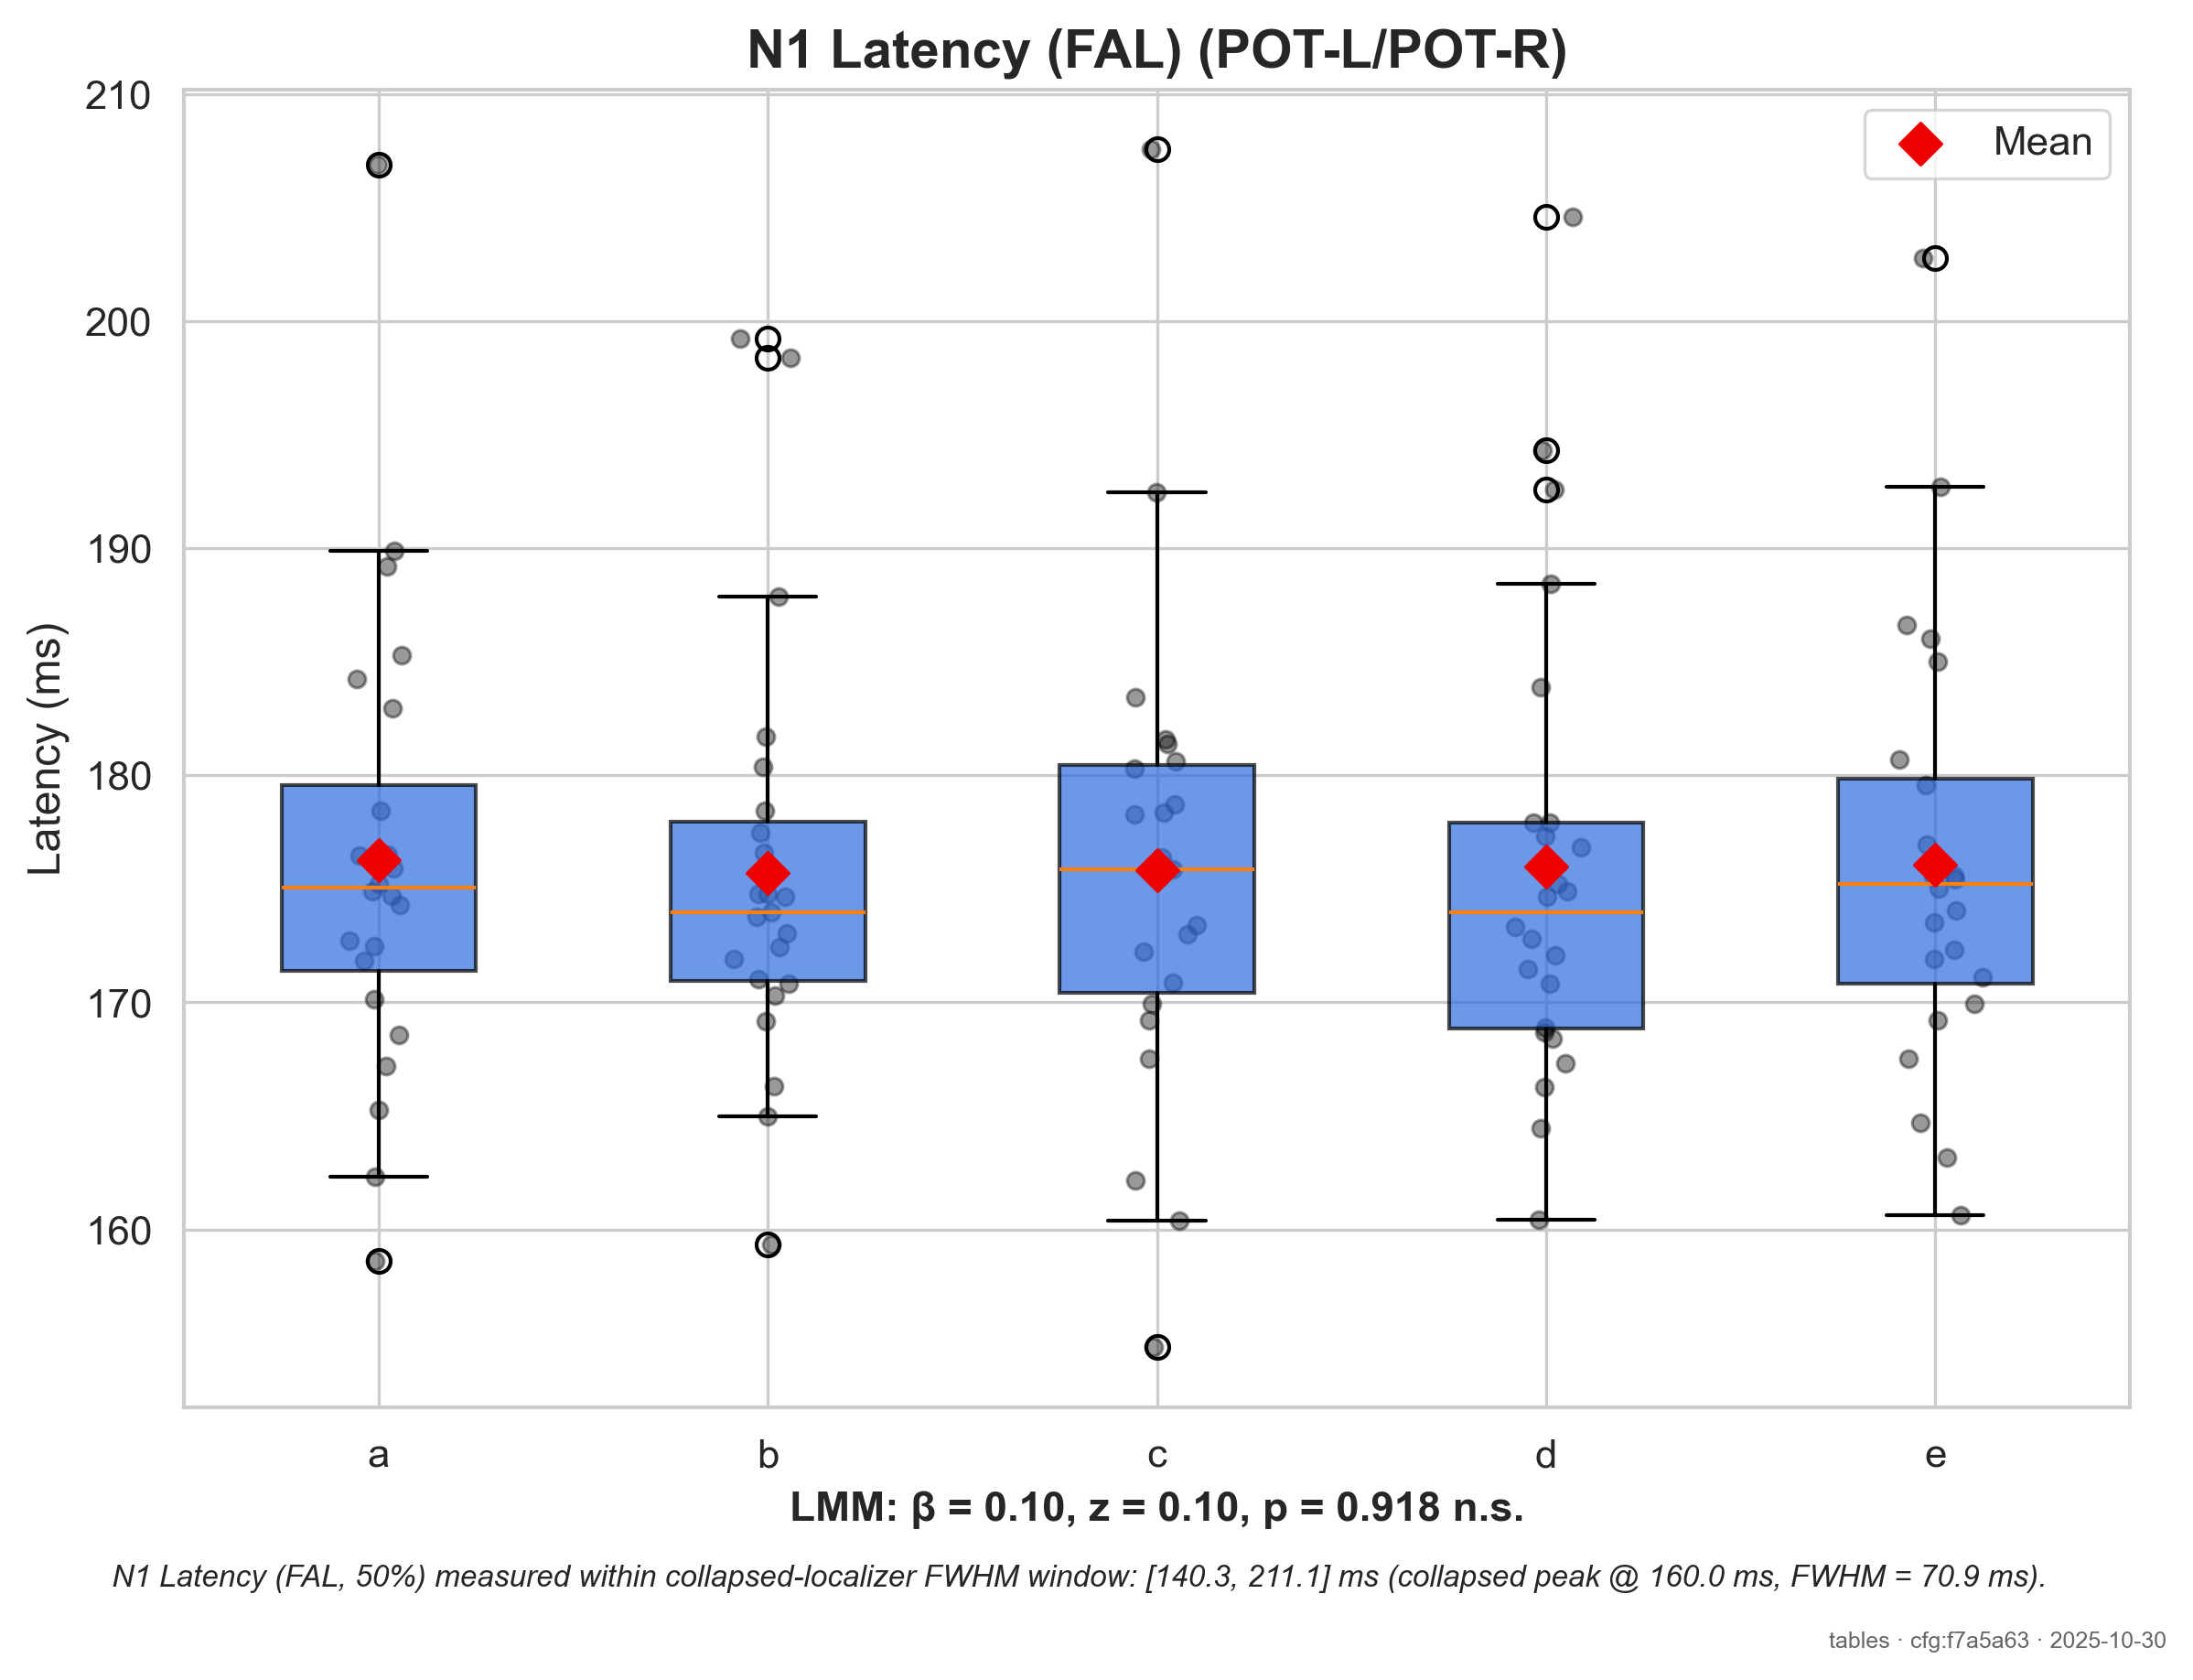 N1 Latency (FAL) (POT-L/POT-R)
Latency (ms)
210
200
190
180
170
160
Mean
a b c d e
LMM: β = 0.10, z = 0.10, p = 0.918 n.s.
N1 Latency (FAL, 50%) measured within collapsed-localizer FWHM window: [140.3, 211.1] ms (collapsed peak @ 160.0 ms, FWHM = 70.9 ms).
tables · cfg:f7a5a63 · 2025-10-30